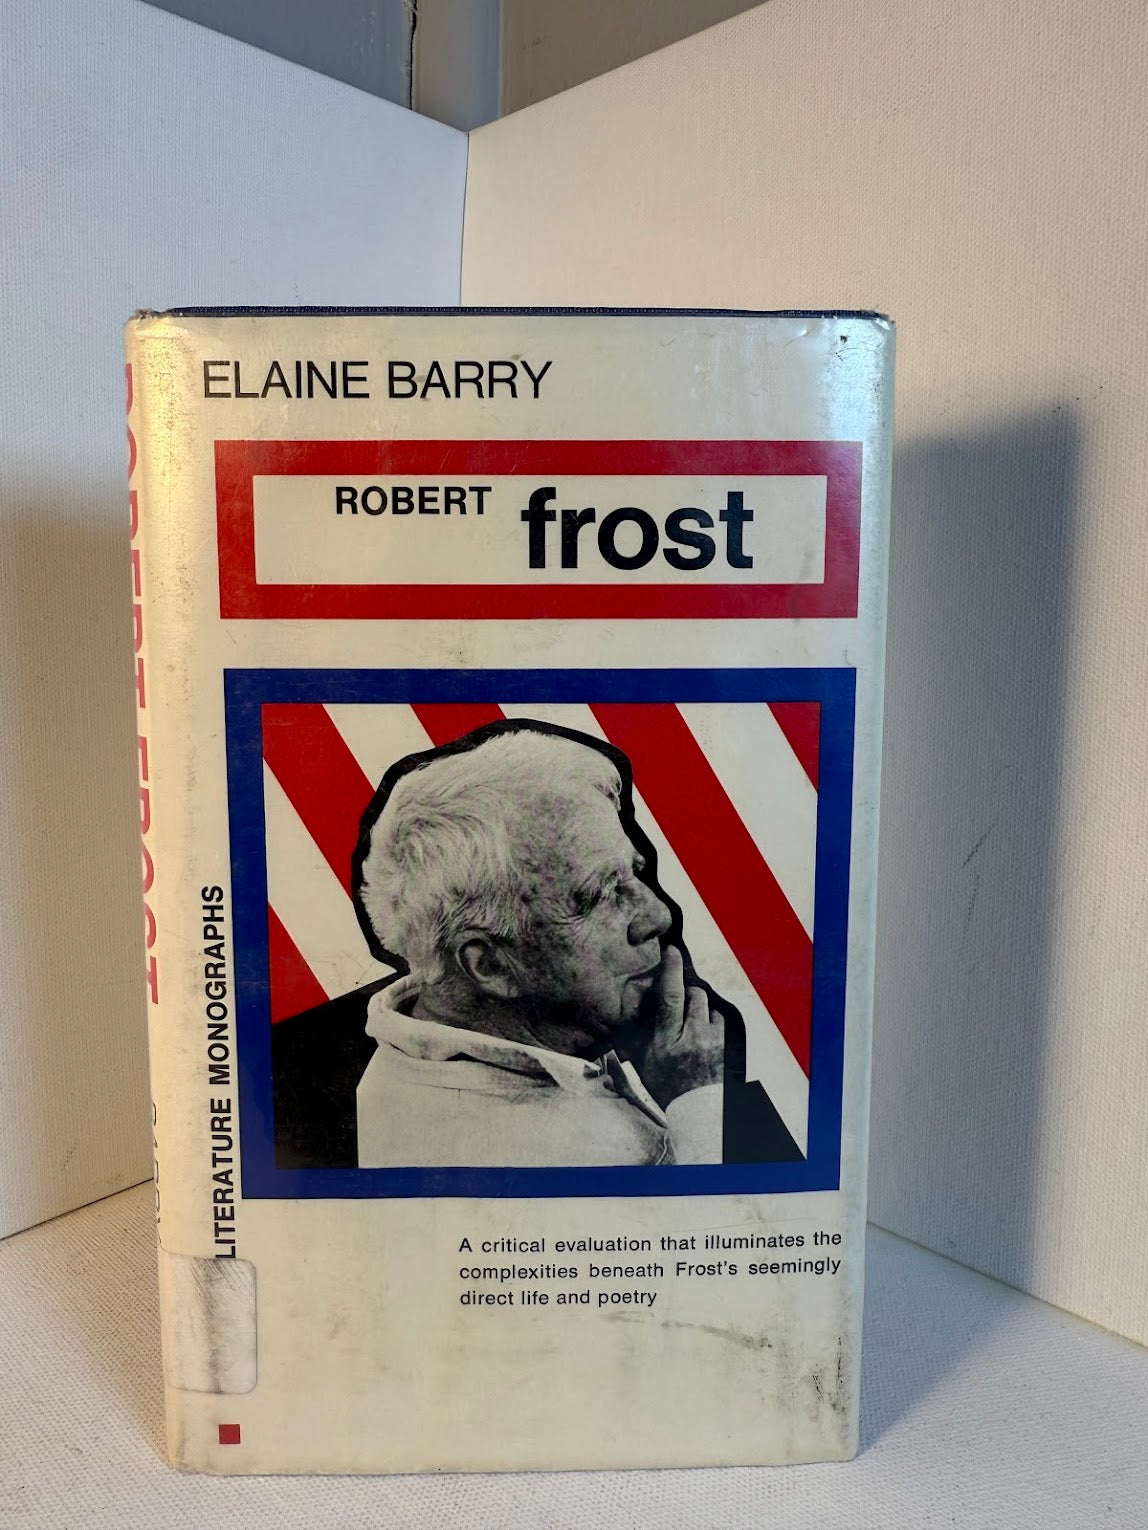 ELAINE BARRY
ROBERT frost
LITERATURE MONOGRAPHS
A critical evaluation that illuminates the
complexities beneath Frost's seemingly
direct life and poetry
ROBERT FROST